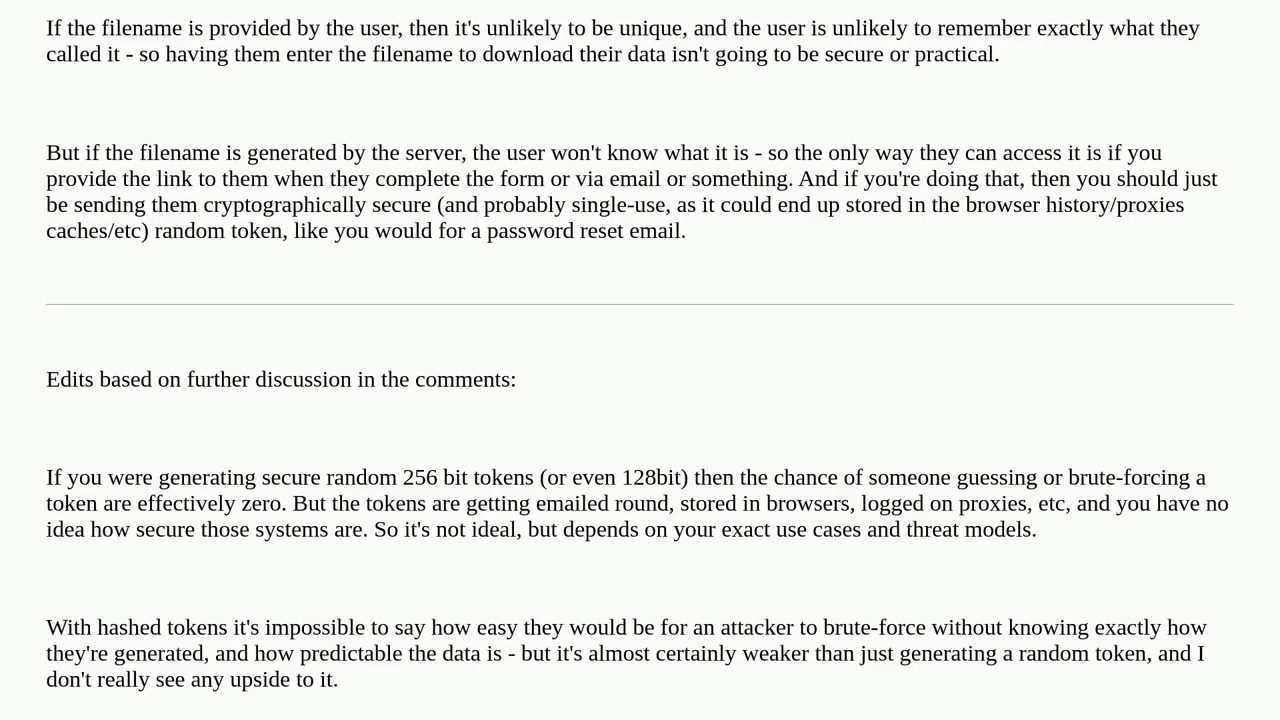 If the filename is provided by the user, then it's unlikely to be unique, and the user is unlikely to remember exactly what they
called it - so having them enter the filename to download their data isn't going to be secure or practical.
But if the filename is generated by the server, the user won't know what it is - so the only way they can access it is if you
provide the link to them when they complete the form or via email or something. And if you're doing that, then you should just
be sending them cryptographically secure (and probably single-use, as it could end up stored in the browser history/proxies
caches/etc) random token, like you would for a password reset email.
Edits based on further discussion in the comments:
If you were generating secure random 256 bit tokens (or even 128bit) then the chance of someone guessing or brute-forcing a
token are effectively zero. But the tokens are getting emailed round, stored in browsers, logged on proxies, etc, and you have no
idea how secure those systems are. So it's not ideal, but depends on your exact use cases and threat models.
With hashed tokens it's impossible to say how easy they would be for an attacker to brute-force without knowing exactly how
they're generated, and how predictable the data is - but it's almost certainly weaker than just generating a random token, and I
don't really see any upside to it.